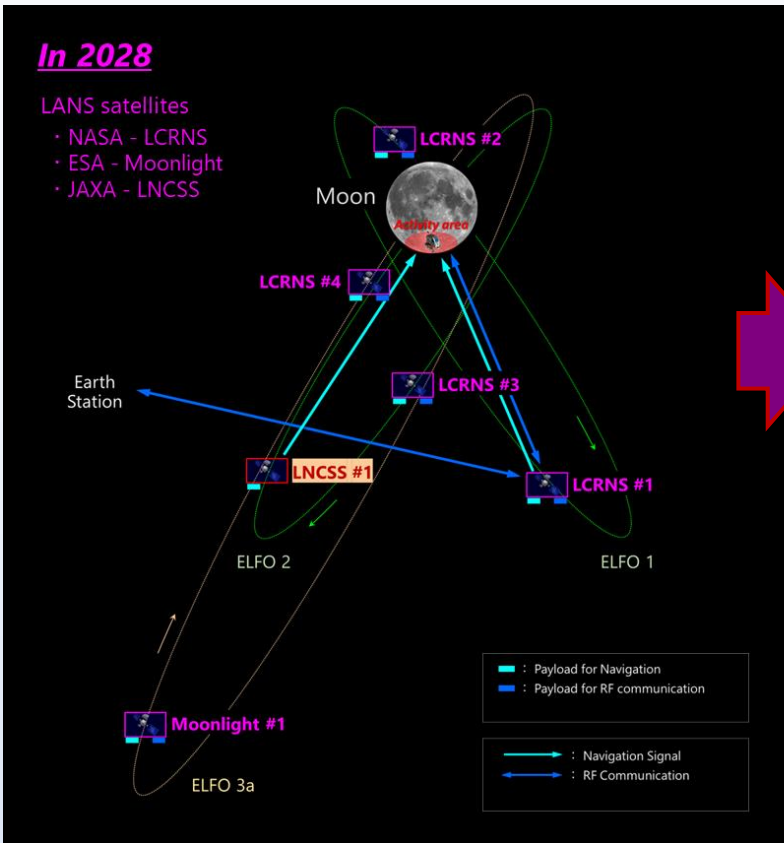 In 2028
LANS satellites
・NASA - LCRNS
・ESA - Moonlight
・JAXA - LNCSS
LCRNS #2
Moon
Activity area
LCRNS #4
Earth
Station
LCRNS #3
LNCSS #1
LCRNS #1
ELFO 2
ELFO 1
Moonlight #1
ELFO 3a
: Payload for Navigation
: Payload for RF communication
: Navigation Signal
: RF Communication